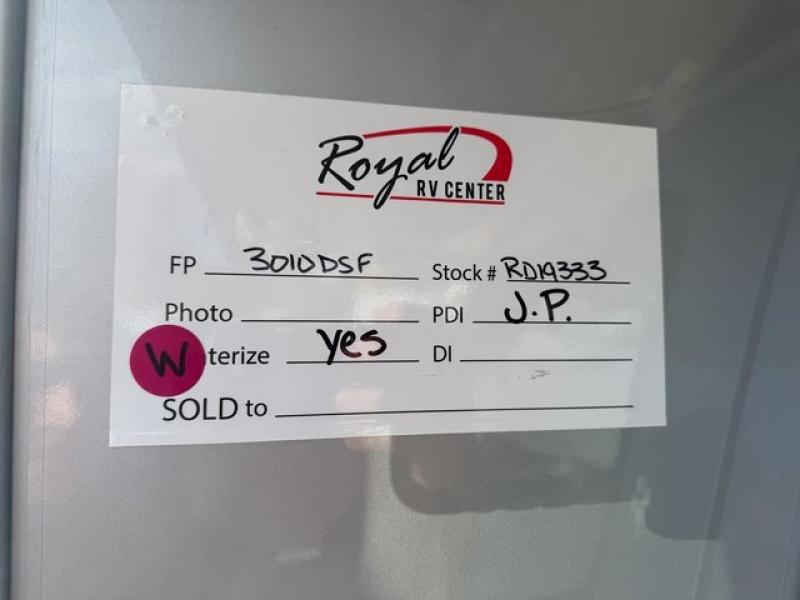 Royal
RV CENTER
FP 3010DSF Stock # RD19333
Photo PDI J.P.
W terize yes DI
SOLD to